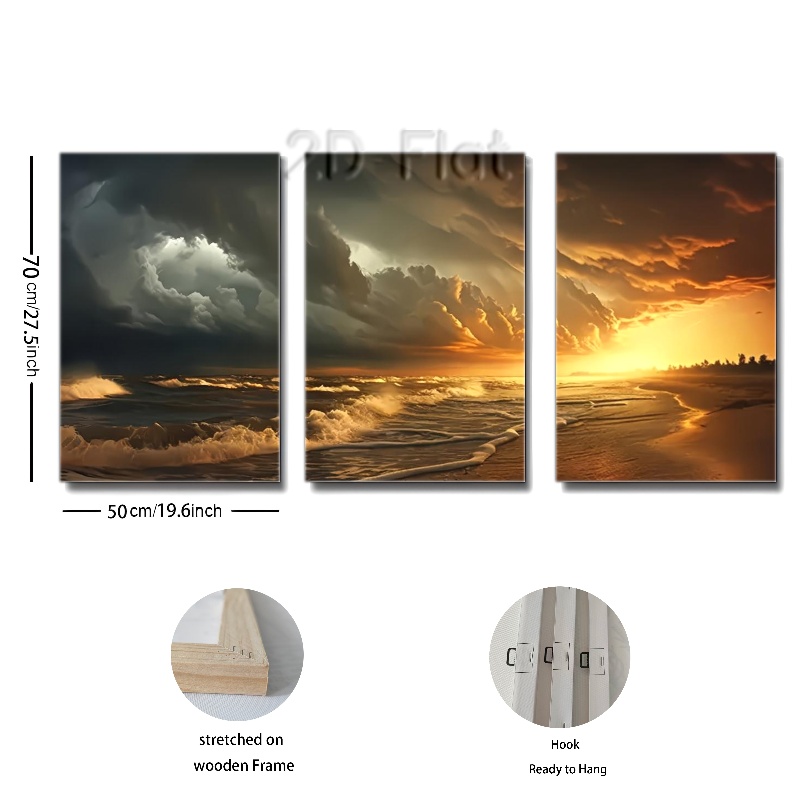 2D Flat
70 cm/27.5inch
50cm/19.6inch
stretched on
wooden Frame
Hook
Ready to Hang